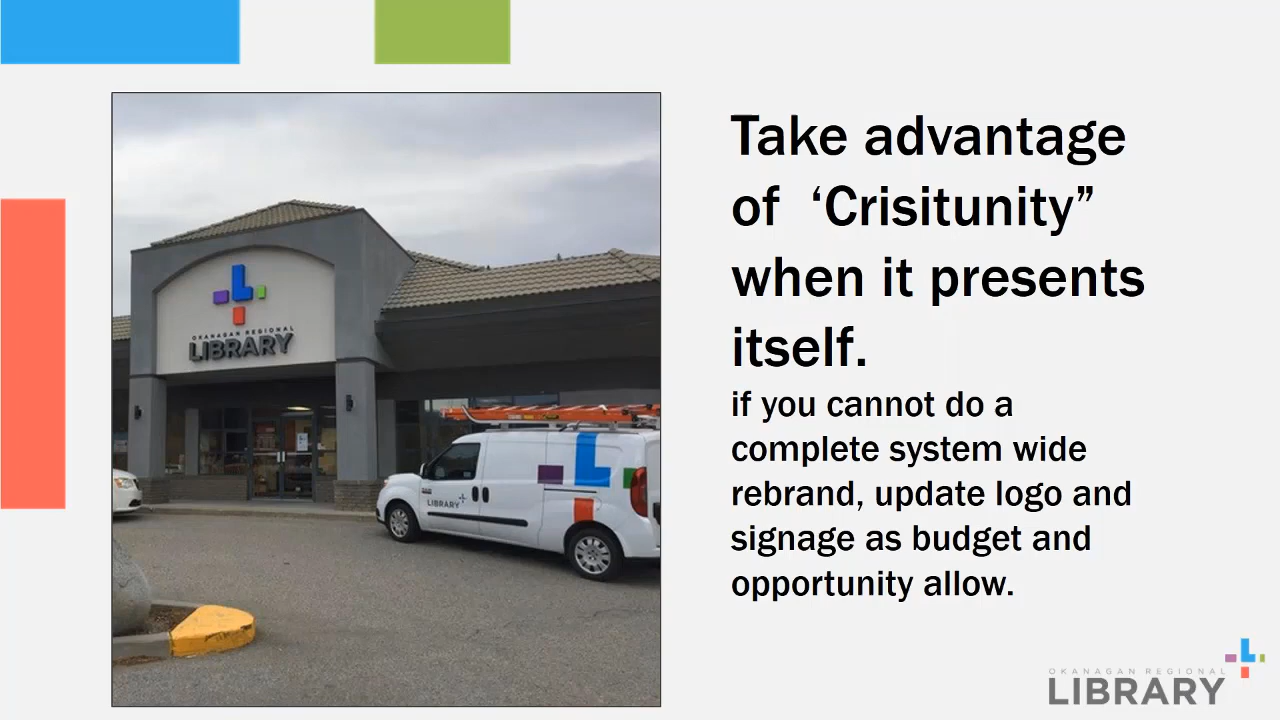 OKANAGAN REGIONAL
LIBRARY
LIBRARY
Take advantage
of ‘Crisitunity”
when it presents
itself.
if you cannot do a
complete system wide
rebrand, update logo and
signage as budget and
opportunity allow.
OKANAGAN REGIONAL
LIBRARY